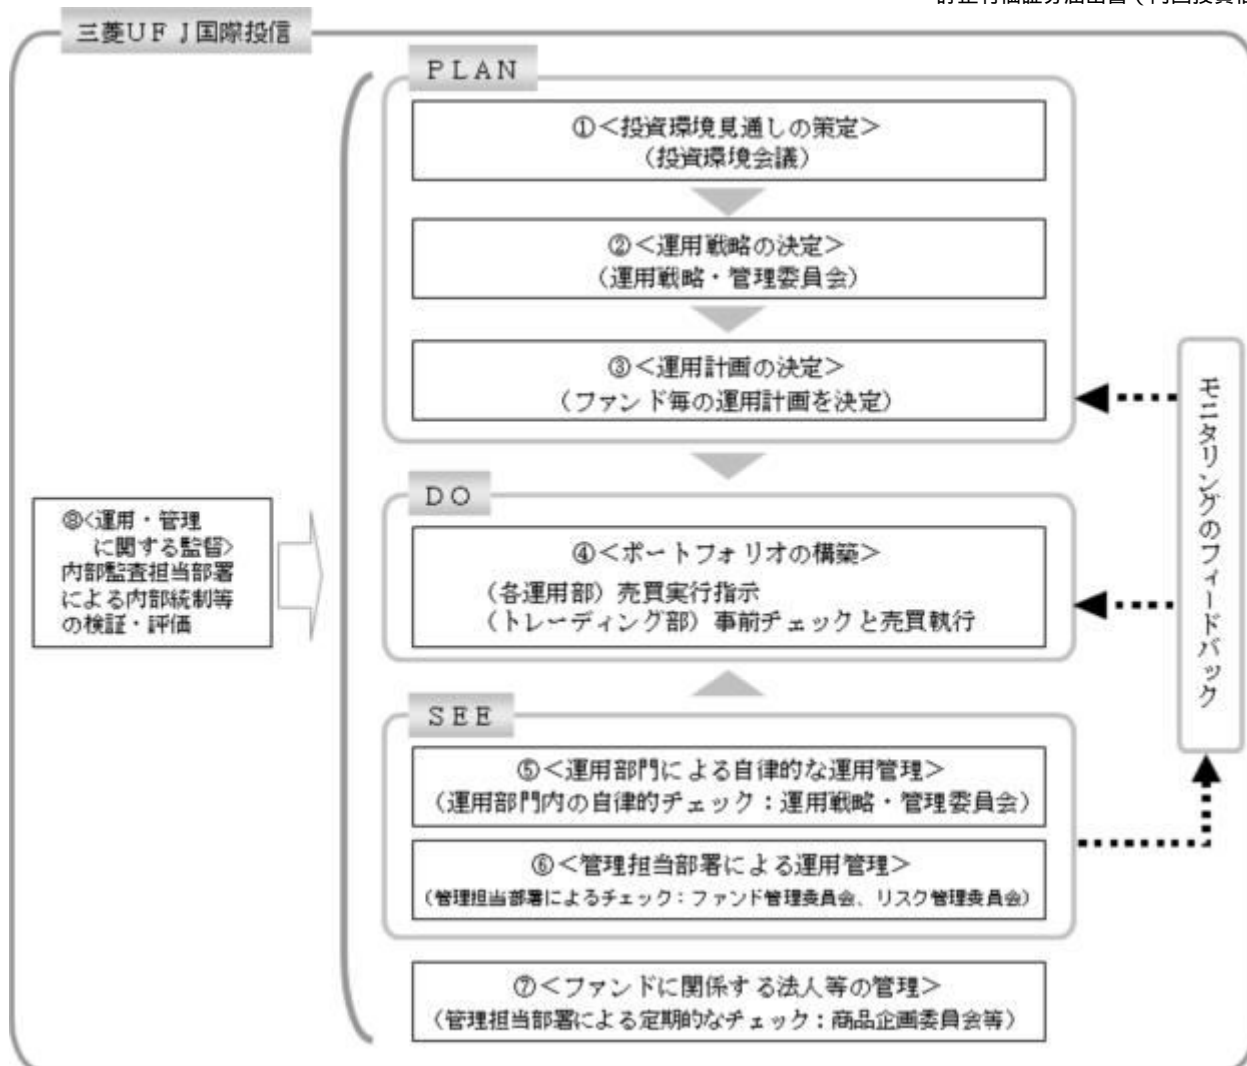 三菱ＵＦＪ国際投信
ＰＬＡＮ
①＜投資環境見通しの策定＞
（投資環境会議）
②＜運用戦略の決定＞
（運用戦略・管理委員会）
③＜運用計画の決定＞
（ファンド毎の運用計画を決定）
ＤＯ
④＜ポートフォリオの構築＞
（各運用部）売買実行指示
（トレーディング部）事前チェックと売買執行
ＳＥＥ
⑤＜運用部門による自律的な運用管理＞
（運用部門内の自律的チェック：運用戦略・管理委員会）
⑥＜管理担当部署による運用管理＞
（管理担当部署によるチェック：ファンド管理委員会、リスク管理委員会）
⑦＜ファンドに関係する法人等の管理＞
（管理担当部署による定期的なチェック：商品企画委員会等）
⑧＜運用・管理
に関する監督＞
内部監査担当部署
による内部統制等
の検証・評価
モニタリングのフィードバック